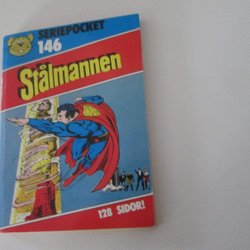 SERIEPOCKET
146
Stålmannen
128 SIDOR!